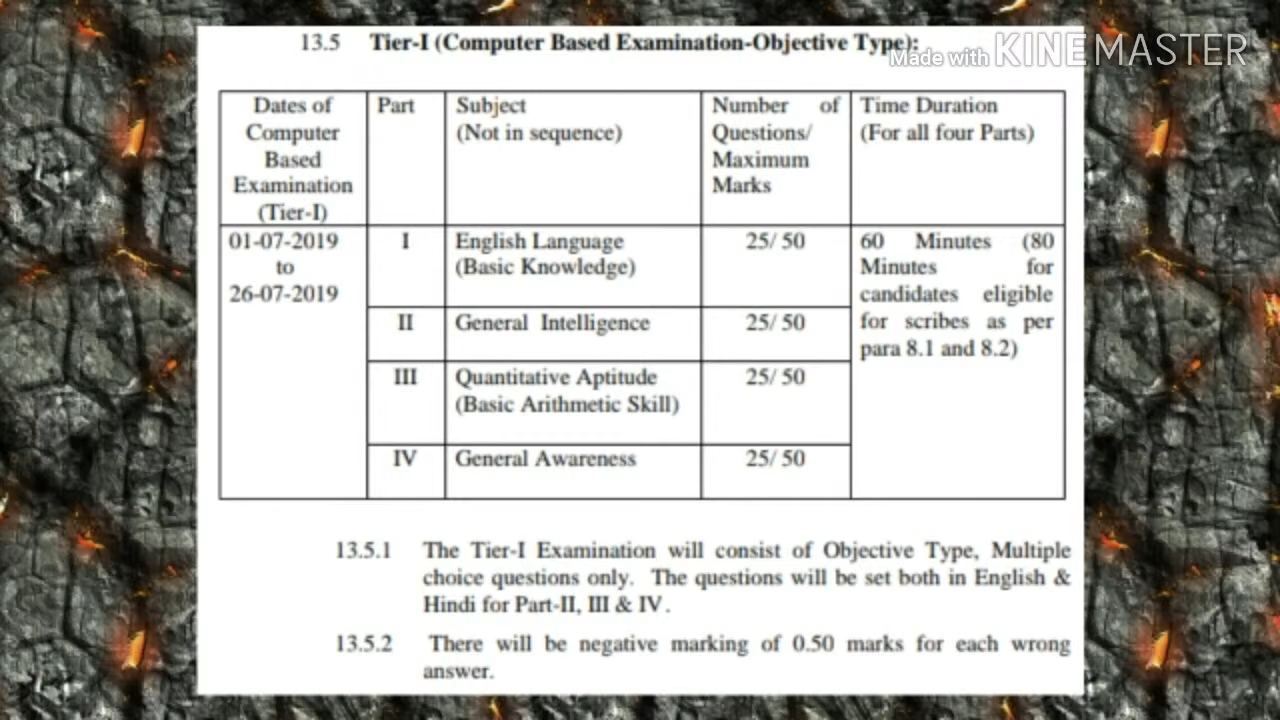 13.5 Tier-I (Computer Based Examination-Objective Type):
Made with KINEMASTER
Dates of Computer Based Examination (Tier-I)
Part
Subject
(Not in sequence)
Number of
Questions/
Maximum
Marks
Time Duration
(For all four Parts)
01-07-2019
to
26-07-2019
I
English Language
(Basic Knowledge)
25/ 50
60 Minutes (80
Minutes for
candidates eligible
for scribes as per
para 8.1 and 8.2)
II
General Intelligence
25/ 50
III
Quantitative Aptitude
(Basic Arithmetic Skill)
25/ 50
IV
General Awareness
25/ 50
13.5.1 The Tier-I Examination will consist of Objective Type, Multiple
choice questions only. The questions will be set both in English &
Hindi for Part-II, III & IV.
13.5.2 There will be negative marking of 0.50 marks for each wrong
answer.